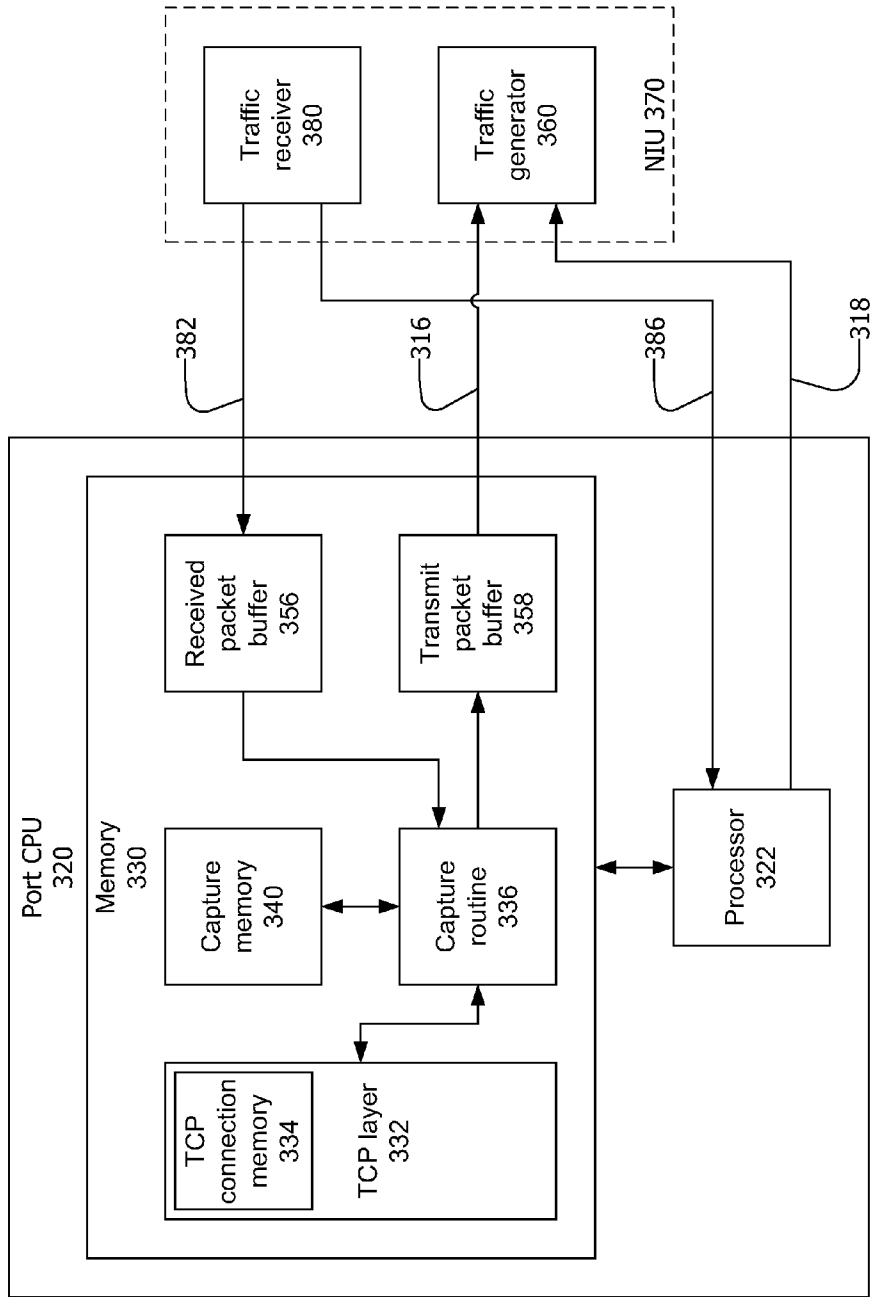 Port CPU
320
Memory
330
TCP
connection
memory
334
TCP layer
332
Capture
memory
340
Capture
routine
336
Received
packet
buffer
356
Transmit
packet
buffer
358
Processor
322
382
316
386
318
Traffic
receiver
380
Traffic
generator
360
NIU 370